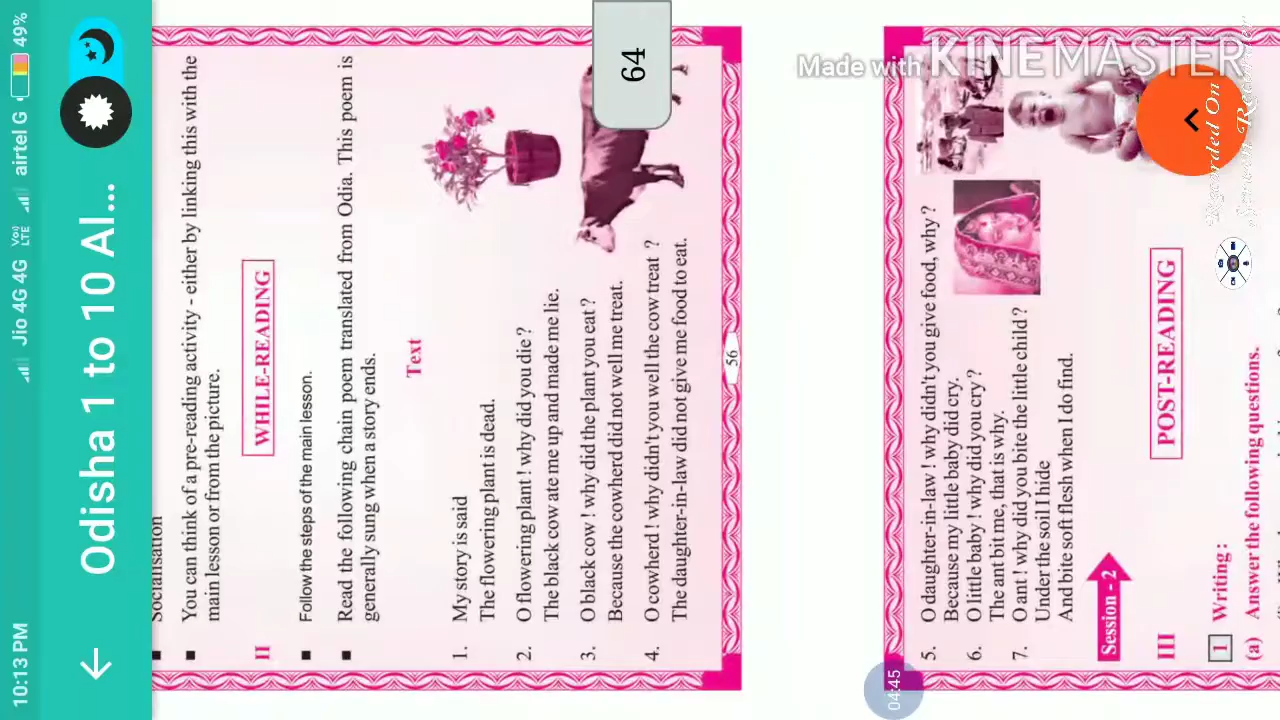 10:13 PM
Jio 4G 4G VoLTE airtel G 49%
Odisha 1 to 10 Al...
Socialisation
You can think of a pre-reading activity - either by linking this with the
main lesson or from the picture.
II WHILE-READING
Follow the steps of the main lesson.
Read the following chain poem translated from Odia. This poem is
generally sung when a story ends.
Text
1. My story is said
The flowering plant is dead.
2. O flowering plant ! why did you die ?
The black cow ate me up and made me lie.
3. O black cow ! why did the plant you eat ?
Because the cowherd did not well me treat.
4. O cowherd ! why didn't you well the cow treat ?
The daughter-in-law did not give me food to eat.
56
64
5. O daughter-in-law ! why didn't you give food, why ?
Because my little baby did cry.
6. O little baby ! why did you cry ?
The ant bit me, that is why.
7. O ant ! why did you bite the little child ?
Under the soil I hide
And bite soft flesh when I do find.
Session - 2
III POST-READING
1 Writing :
(a) Answer the following questions.
04:45
Made with KINEMASTER
Recorded On
Recorder